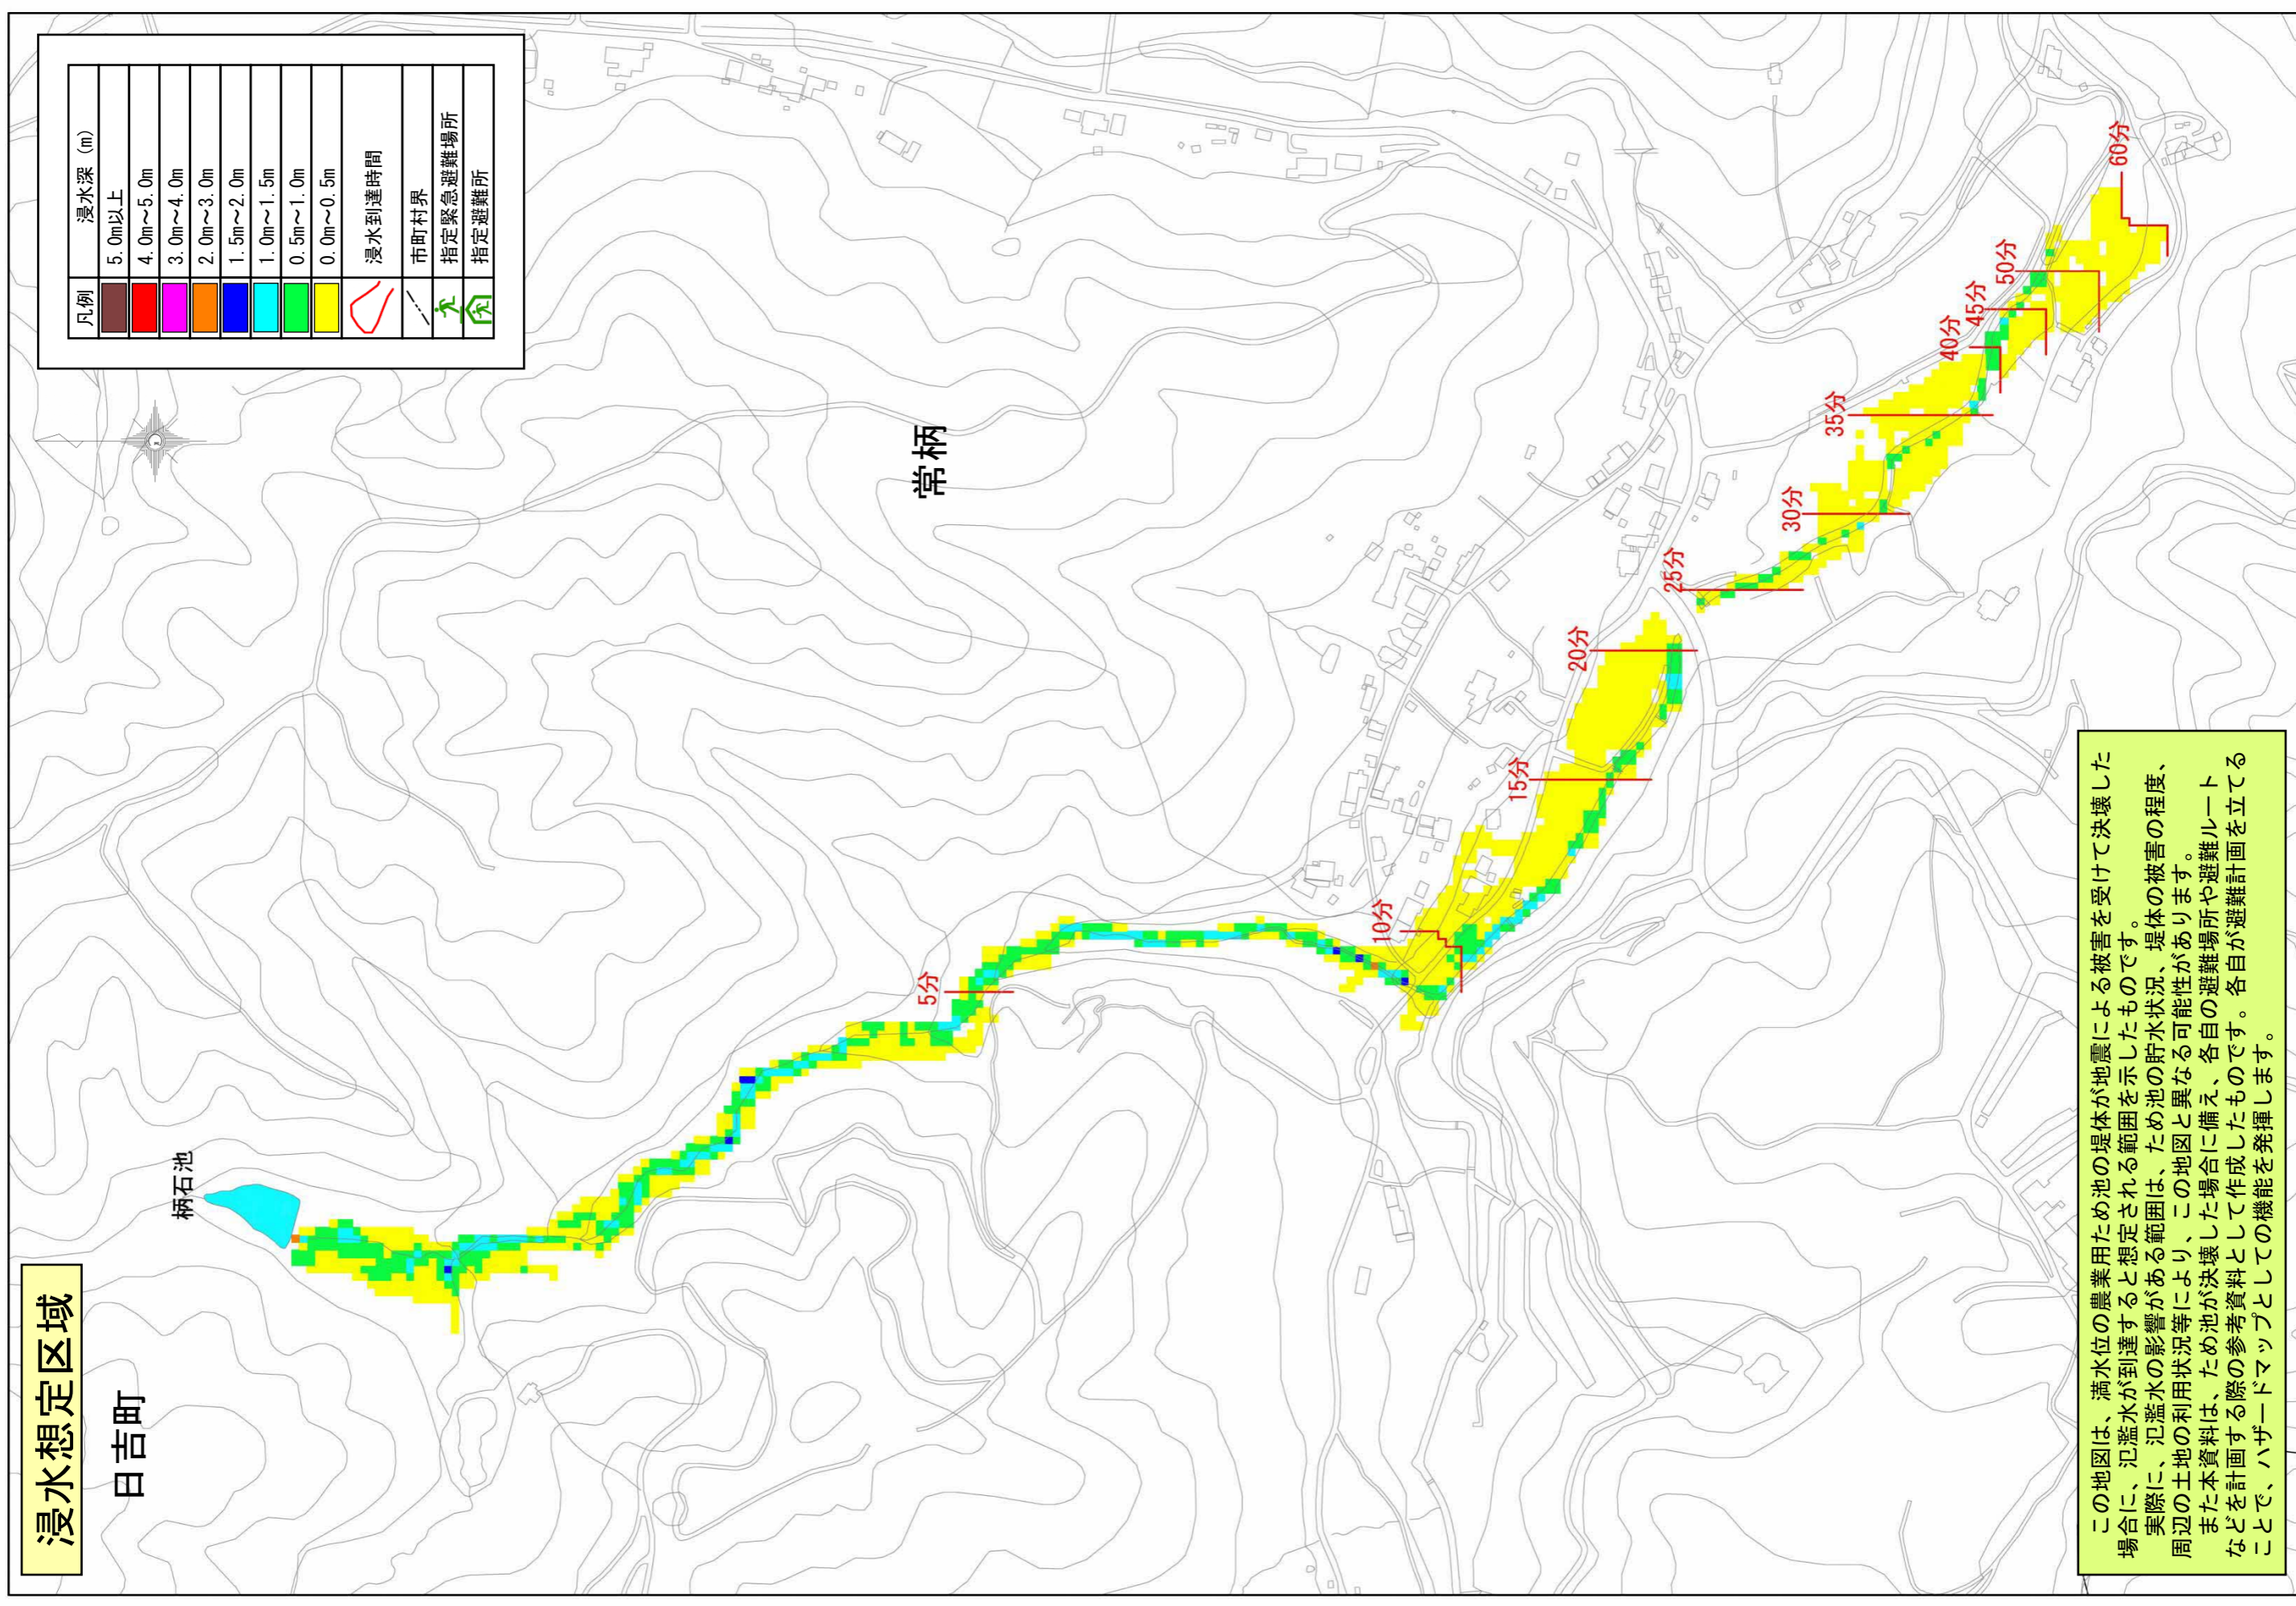 浸水想定区域
日吉町
柄石池
常柄
凡例 浸水深 (m)
5.0m以上
4.0m～5.0m
3.0m～4.0m
2.0m～3.0m
1.5m～2.0m
1.0m～1.5m
0.5m～1.0m
0.0m～0.5m
浸水到達時間
市町村界
指定緊急避難場所
指定避難所
5分
10分
15分
20分
25分
30分
35分
40分
45分
50分
60分
この地図は、満水位の農業用ため池の堤体が地震による被害を受けて決壊した
場合に、氾濫水が到達すると想定される範囲を示したものです。
実際に、氾濫水の影響がある範囲は、ため池の貯水状況、堤体の被害の程度、
周辺の土地の利用状況等により、この地図と異なる可能性があります。
また本資料は、ため池が決壊した場合に備え、各自の避難場所や避難ルート
などを計画する際の参考資料として作成したものです。各自が避難計画を立てる
ことで、ハザードマップとしての機能を発揮します。